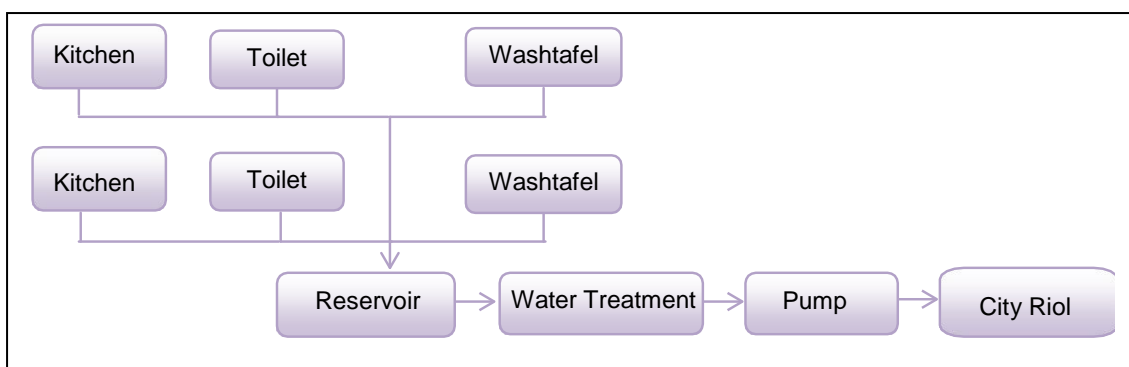 Kitchen Toilet Washtafel
Kitchen Toilet Washtafel
Reservoir Water Treatment Pump City Riol